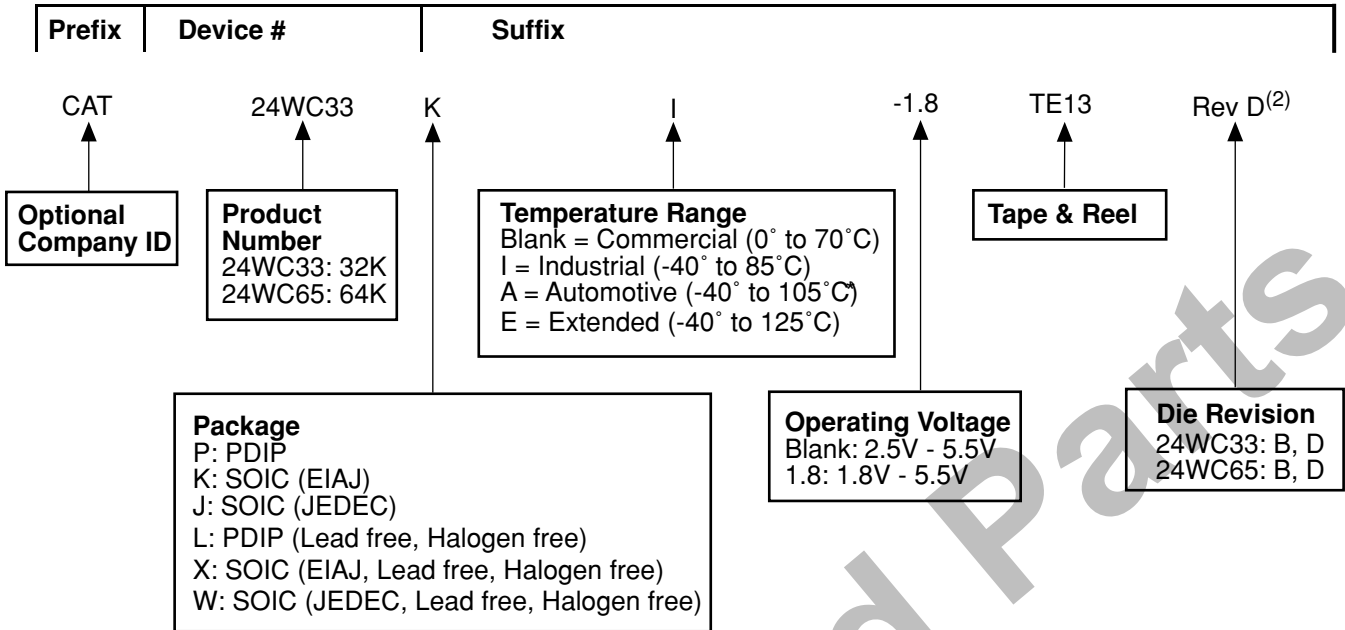 Prefix Device # Suffix
CAT 24WC33 K I -1.8 TE13 Rev D(2)
Optional
Company ID
Product
Number
24WC33: 32K
24WC65: 64K
Temperature Range
Blank = Commercial (0˚ to 70˚C)
I = Industrial (-40˚ to 85˚C)
A = Automotive (-40˚ to 105˚C)
E = Extended (-40˚ to 125˚C)
Tape & Reel
Package
P: PDIP
K: SOIC (EIAJ)
J: SOIC (JEDEC)
L: PDIP (Lead free, Halogen free)
X: SOIC (EIAJ, Lead free, Halogen free)
W: SOIC (JEDEC, Lead free, Halogen free)
Operating Voltage
Blank: 2.5V - 5.5V
1.8: 1.8V - 5.5V
Die Revision
24WC33: B, D
24WC65: B, D
d Parts